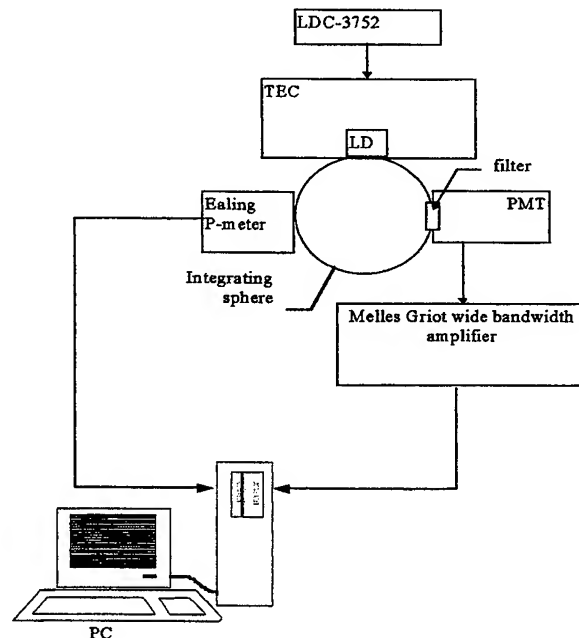 LDC-3752
TEC
LD
filter
Ealing
P-meter
PMT
Integrating
sphere
Melles Griot wide bandwidth
amplifier
PC